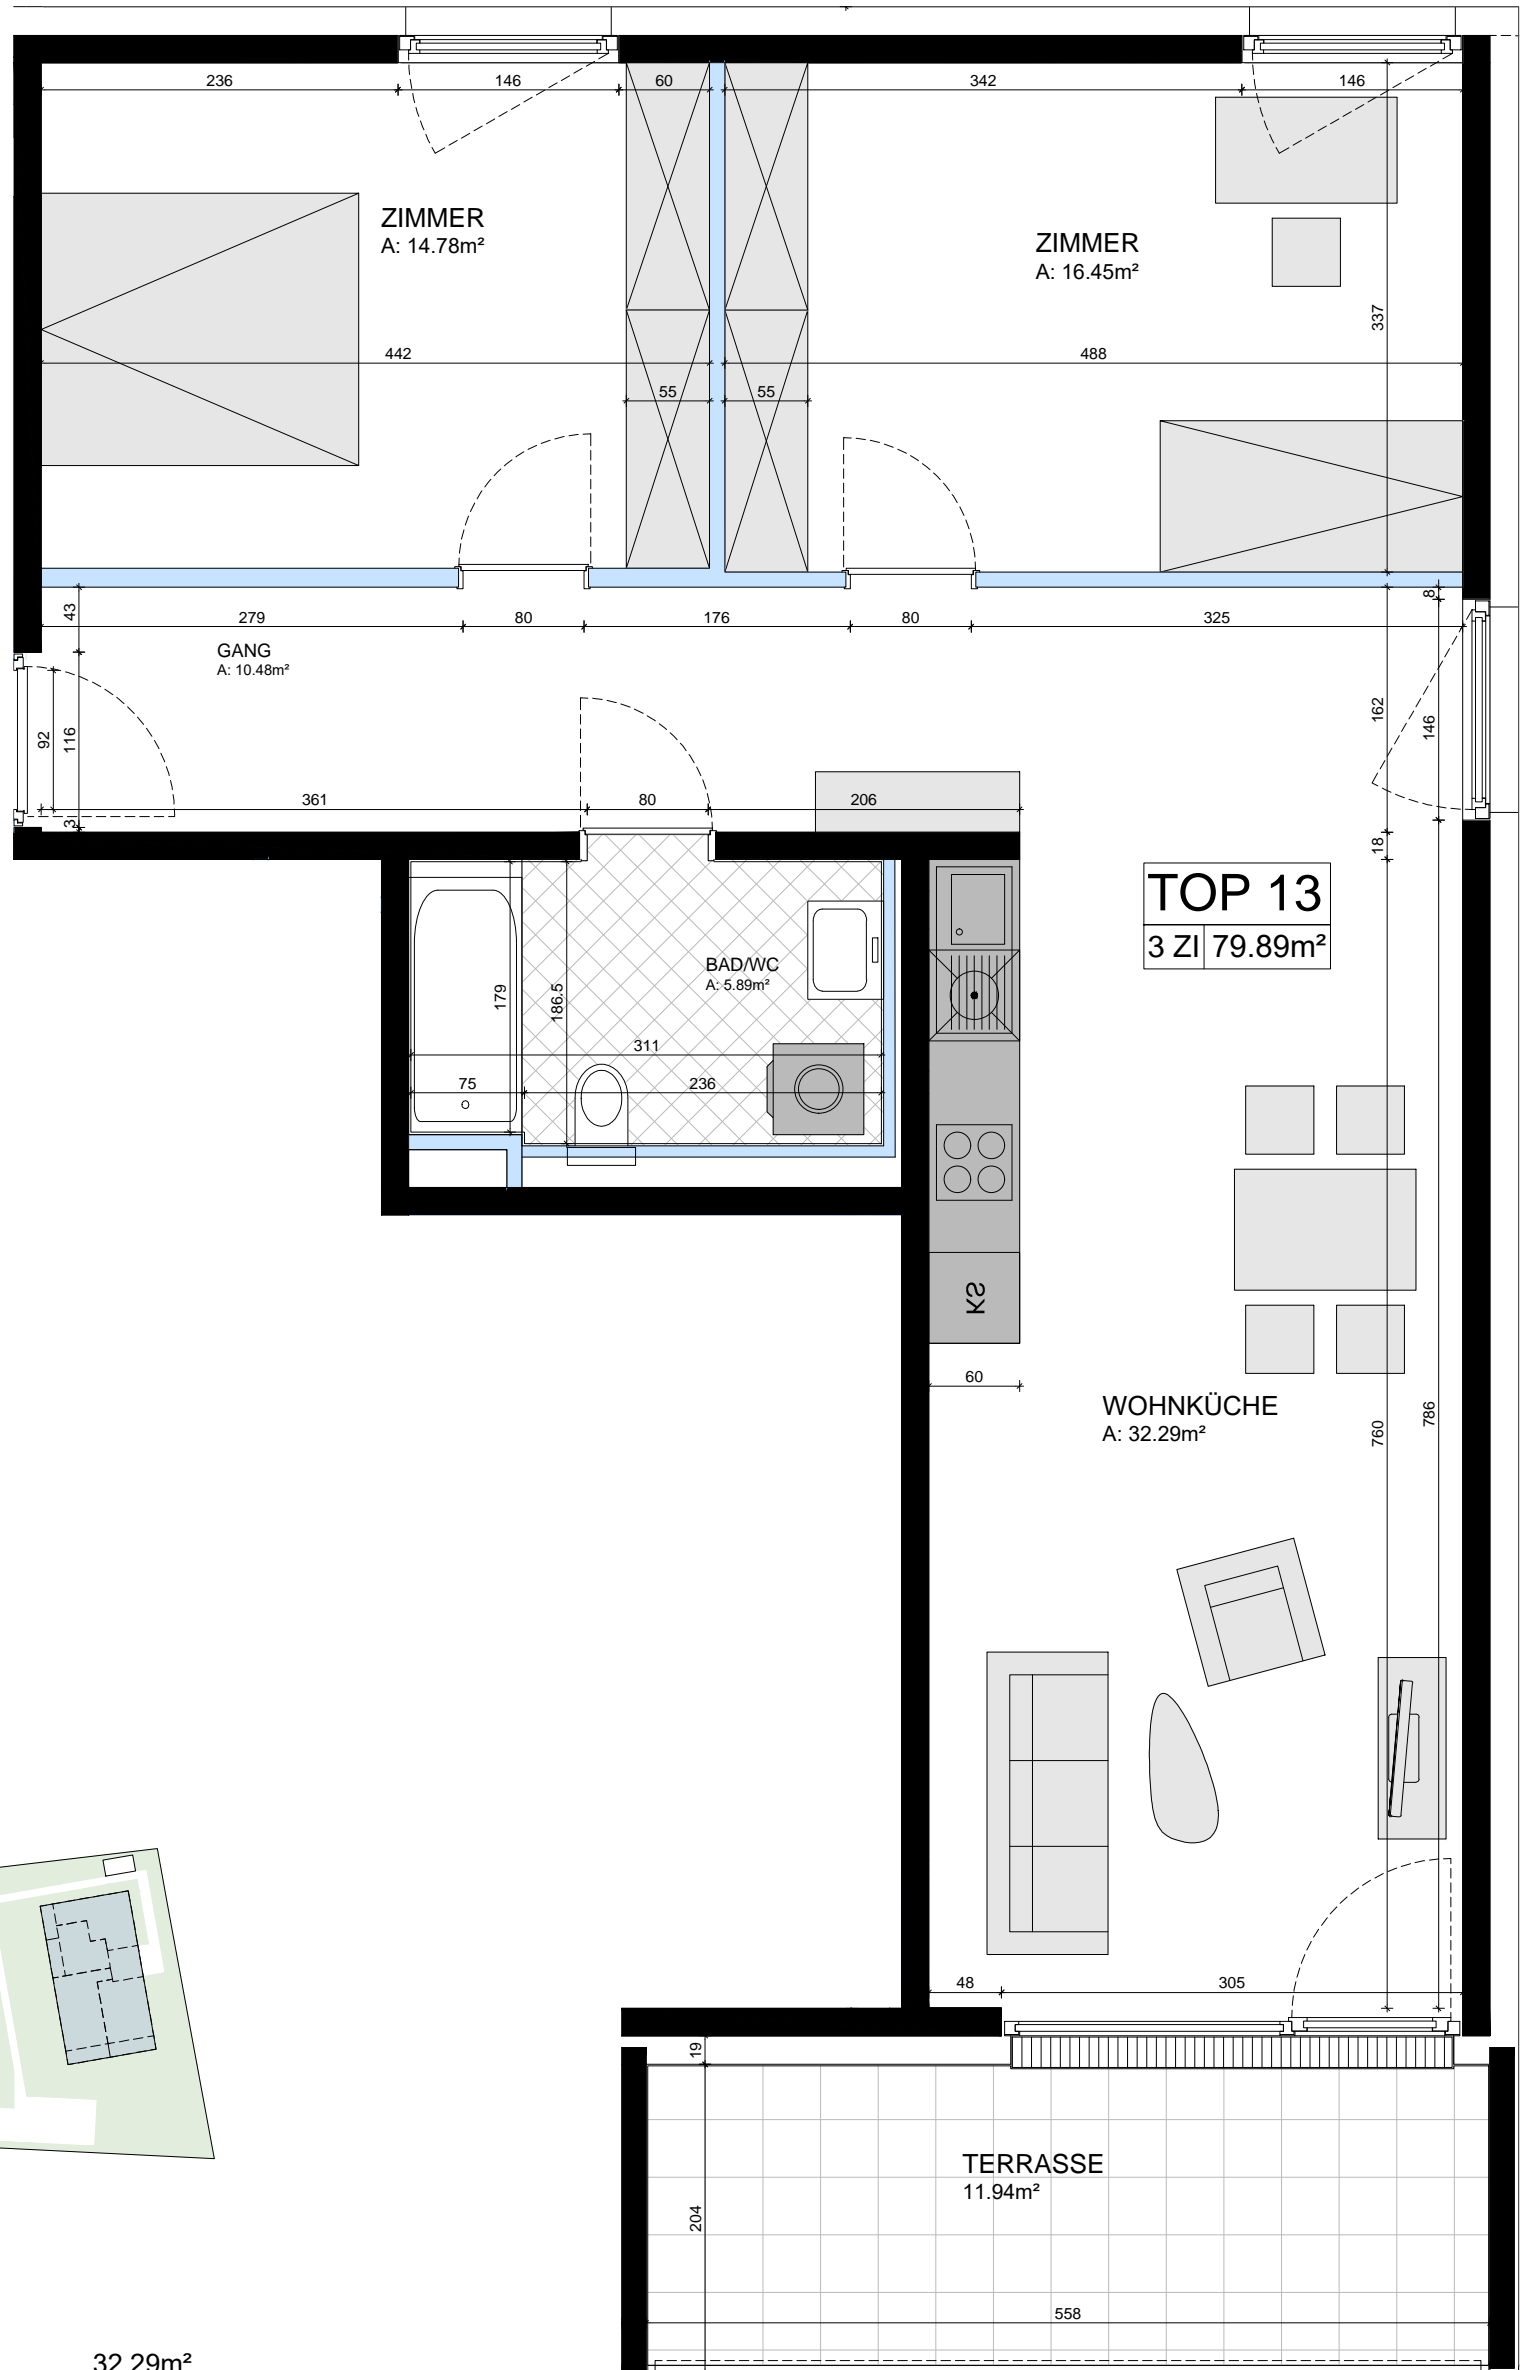 236
146
60
342
146
ZIMMER
A: 14.78m²
ZIMMER
A: 16.45m²
337
442
488
55
55
43
279
80
176
80
325
8
GANG
A: 10.48m²
92
116
162
146
361
80
206
3
18
TOP 13
3 ZI
79.89m²
BAD/WC
A: 5.89m²
179
186.5
311
75
236
KS
60
WOHNKÜCHE
A: 32.29m²
760
786
48
305
19
TERRASSE
11.94m²
204
558
32.29m²